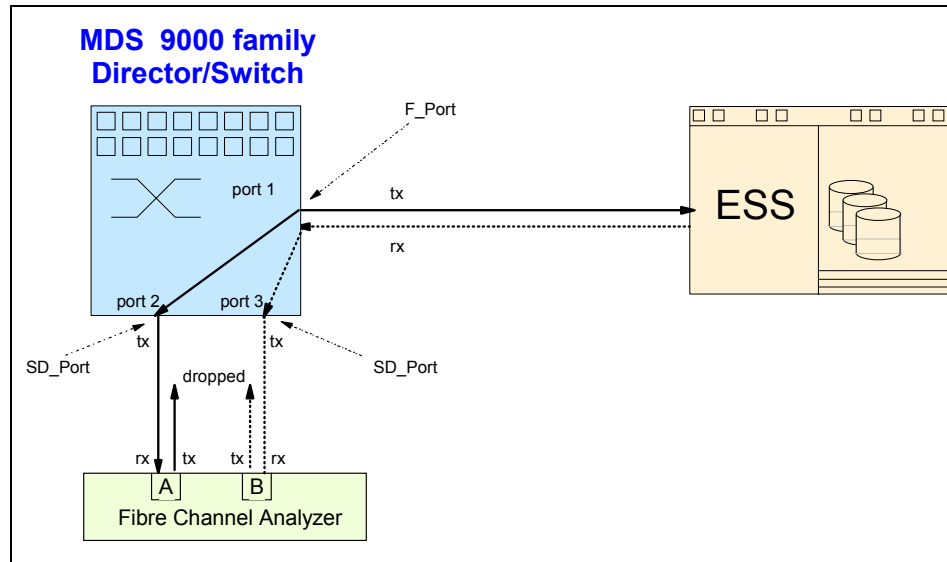 MDS 9000 family
Director/Switch
F_Port
port 1
tx
ESS
rx
port 2
port 3
tx
tx
SD_Port
SD_Port
dropped
rx
tx
tx
rx
A
B
Fibre Channel Analyzer